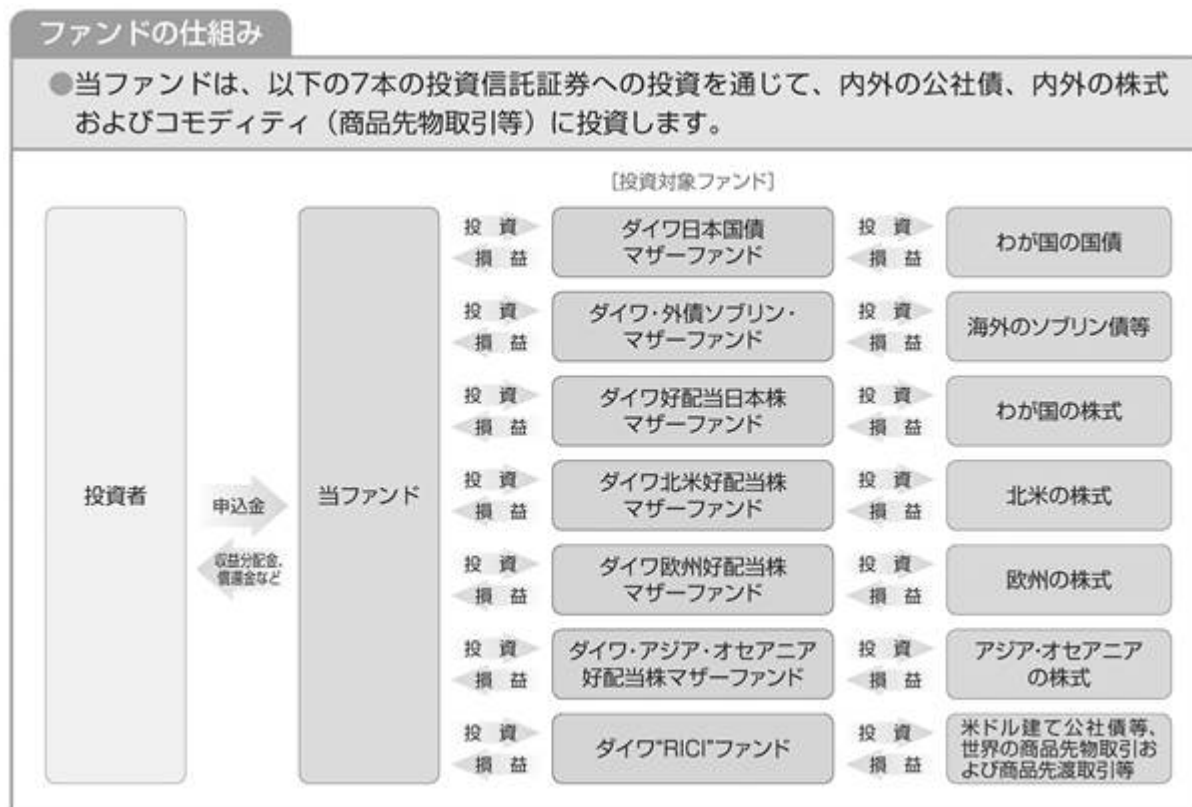 ファンドの仕組み
●当ファンドは、以下の7本の投資信託証券への投資を通じて、内外の公社債、内外の株式
およびコモディティ（商品先物取引等）に投資します。
［投資対象ファンド］
投資者
申込金
収益分配金、
償還金など
当ファンド
投 資
損 益
ダイワ日本国債
マザーファンド
投 資
損 益
わが国の国債
投 資
損 益
ダイワ・外債ソブリン・
マザーファンド
投 資
損 益
海外のソブリン債等
投 資
損 益
ダイワ好配当日本株
マザーファンド
投 資
損 益
わが国の株式
投 資
損 益
ダイワ北米好配当株
マザーファンド
投 資
損 益
北米の株式
投 資
損 益
ダイワ欧州好配当株
マザーファンド
投 資
損 益
欧州の株式
投 資
損 益
ダイワ・アジア・オセアニア
好配当株マザーファンド
投 資
損 益
アジア・オセアニア
の株式
投 資
損 益
ダイワ“RICI”ファンド
投 資
損 益
米ドル建て公社債等、
世界の商品先物取引お
よび商品先渡取引等